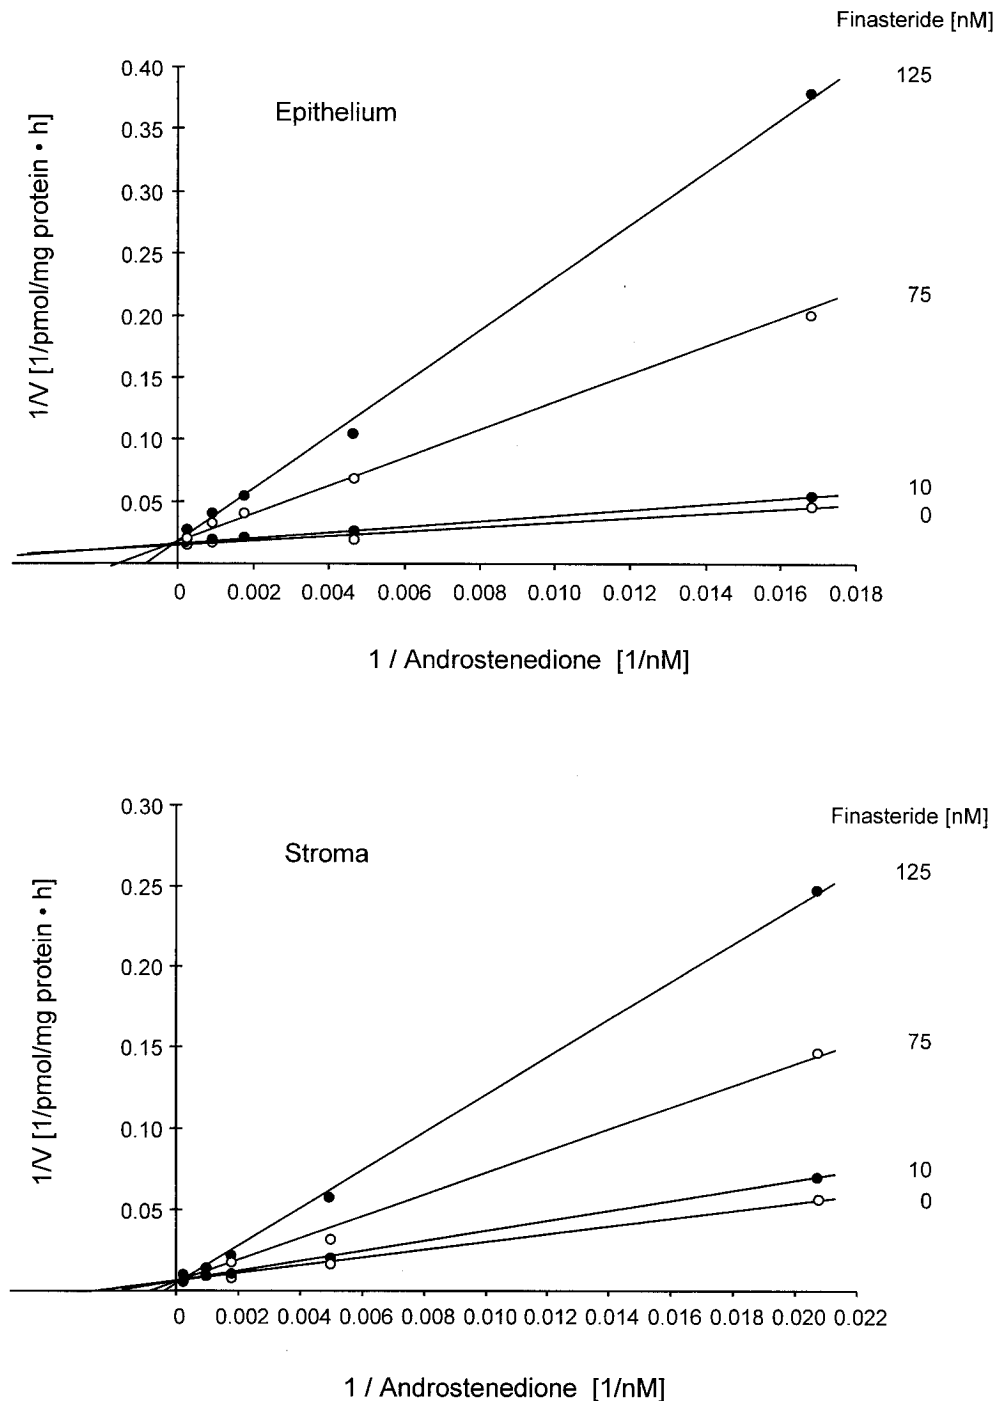 Finasteride [nM]
0.40
125
Epithelium
0.35
0.30
0.25
75
0.20
0.15
0.10
10
0.05
0
0 0.002 0.004 0.006 0.008 0.010 0.012 0.014 0.016 0.018
1/V [1/pmol/mg protein • h]
1 / Androstenedione [1/nM]
0.30
Finasteride [nM]
Stroma
125
0.25
0.20
0.15
75
0.10
10
0.05
0
0 0.002 0.004 0.006 0.008 0.010 0.012 0.014 0.016 0.018 0.020 0.022
1/V [1/pmol/mg protein • h]
1 / Androstenedione [1/nM]